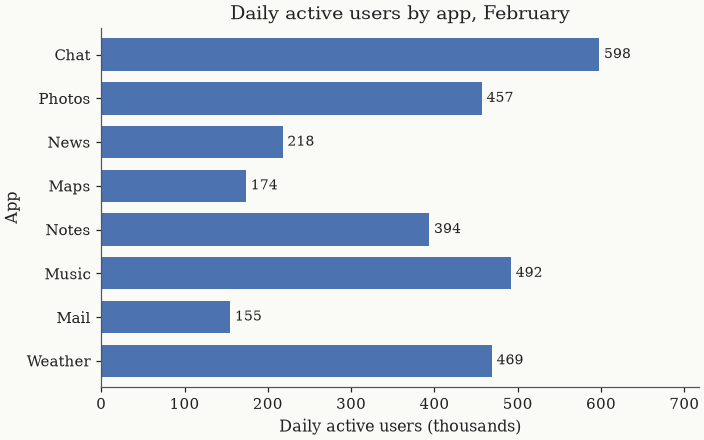 Daily active users by app, February
App
Chat 598
Photos 457
News 218
Maps 174
Notes 394
Music 492
Mail 155
Weather 469
0 100 200 300 400 500 600 700
Daily active users (thousands)